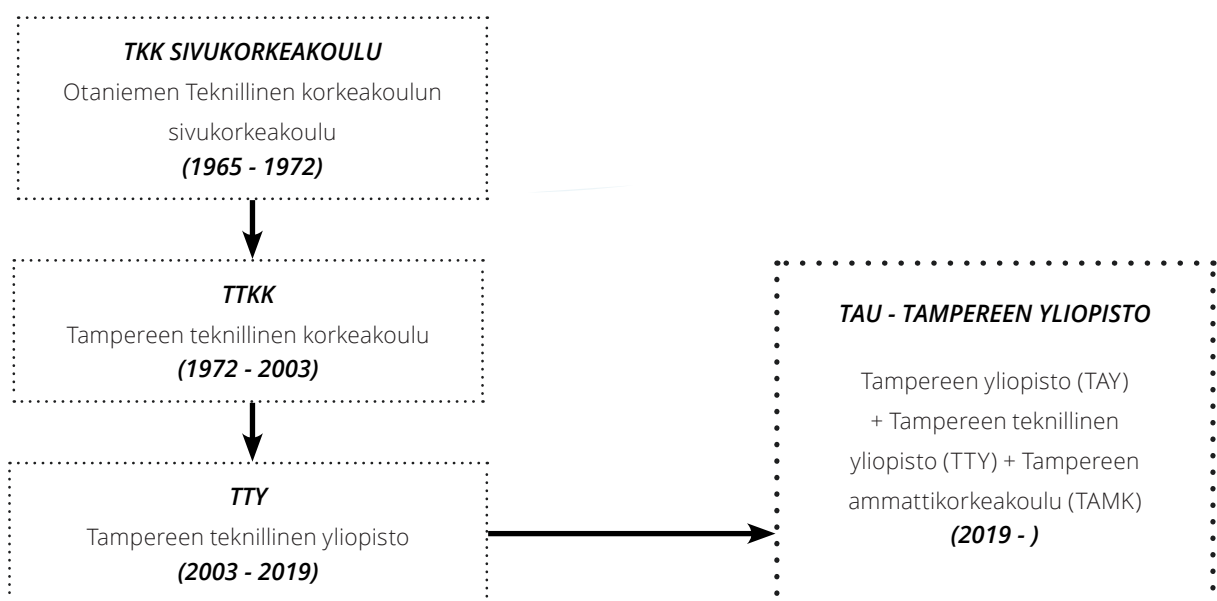 TKK SIVUKORKEAKOULU
Otaniemen Teknillinen korkeakoulun
sivukorkeakoulu
(1965 - 1972)
TTKK
Tampereen teknillinen korkeakoulu
(1972 - 2003)
TTY
Tampereen teknillinen yliopisto
(2003 - 2019)
TAU - TAMPEREEN YLIOPISTO
Tampereen yliopisto (TAY)
+ Tampereen teknillinen
yliopisto (TTY) + Tampereen
ammattikorkeakoulu (TAMK)
(2019 - )